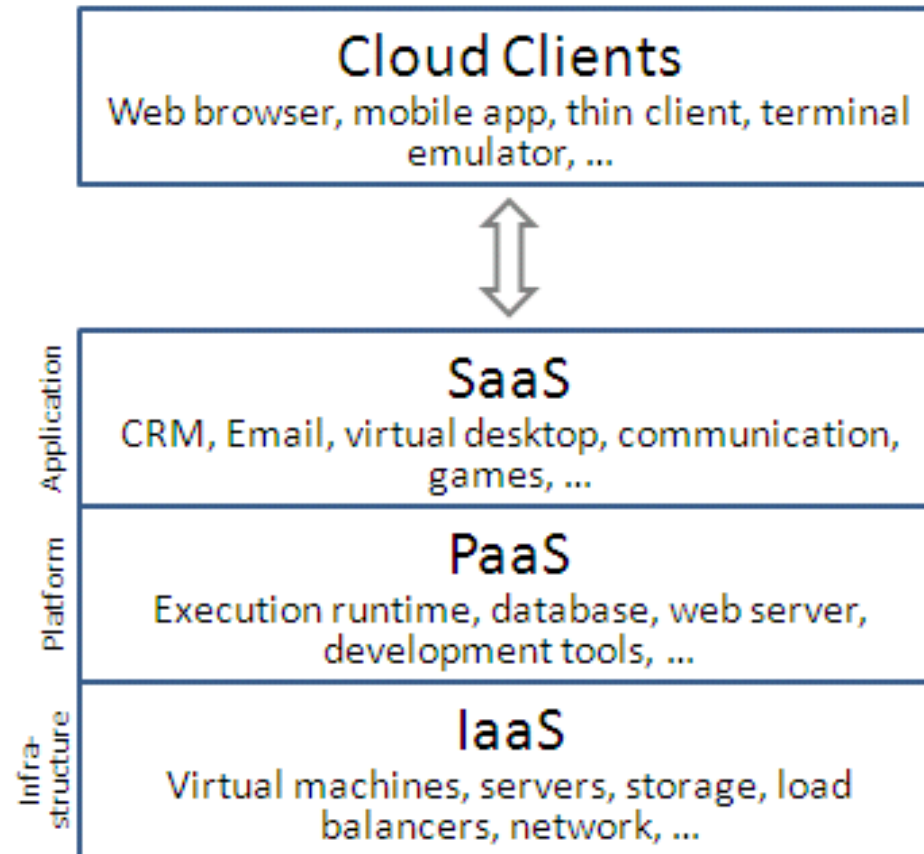 Cloud Clients
Web browser, mobile app, thin client, terminal
emulator, ...
Application
SaaS
CRM, Email, virtual desktop, communication,
games, ...
Platform
PaaS
Execution runtime, database, web server,
development tools, ...
Infra-
structure
IaaS
Virtual machines, servers, storage, load
balancers, network, ...